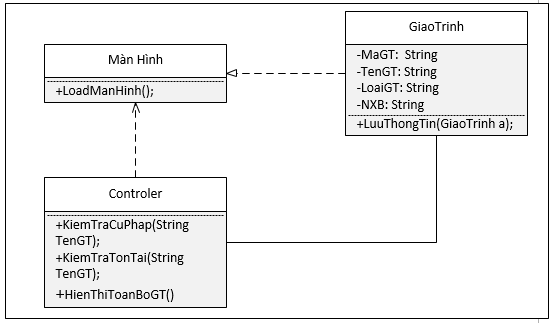 GiaoTrinh
-MaGT:  String
-TenGT: String
-LoaiGT: String
-NXB: String
+LuuThongTin(GiaoTrinh a);
Màn Hình
+LoadManHinh();
Controler
+KiemTraCuPhap(String
TenGT);
+KiemTraTonTai(String
TenGT);
+HienThiToanBoGT()